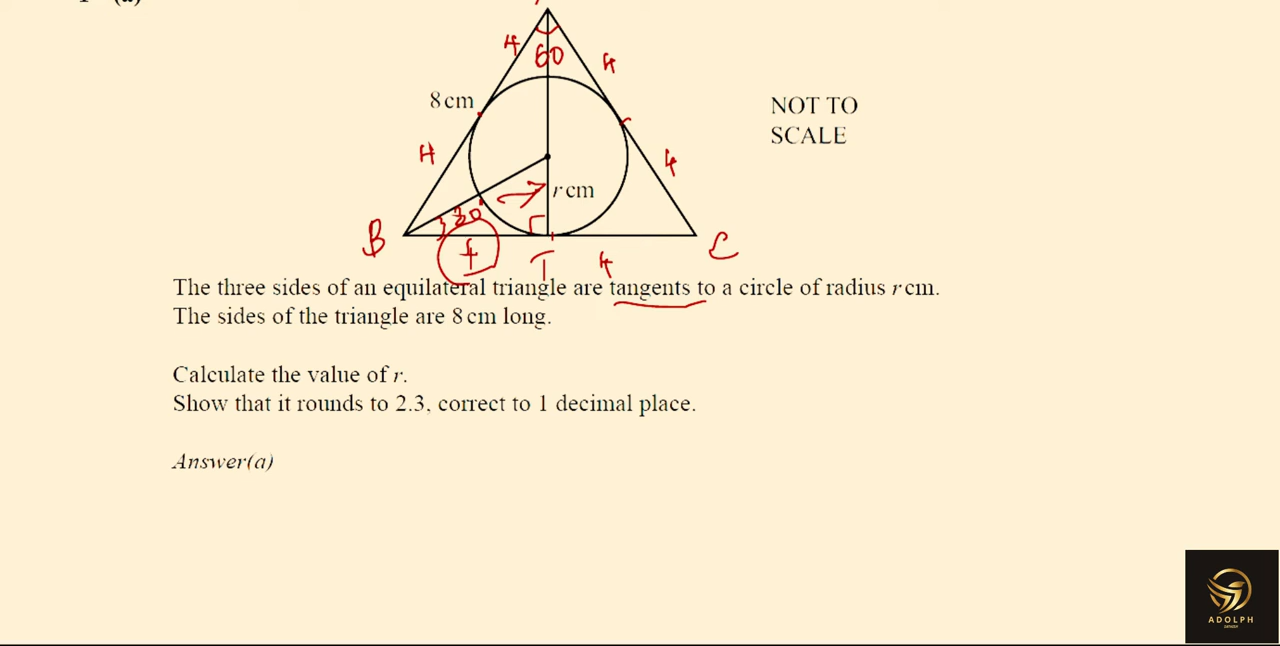 4
60
4
8 cm
NOT TO
SCALE
4
4
r cm
30°
B
4
T
4
C
The three sides of an equilateral triangle are tangents to a circle of radius r cm.
The sides of the triangle are 8 cm long.
Calculate the value of r.
Show that it rounds to 2.3, correct to 1 decimal place.
Answer(a)
ADOLPH